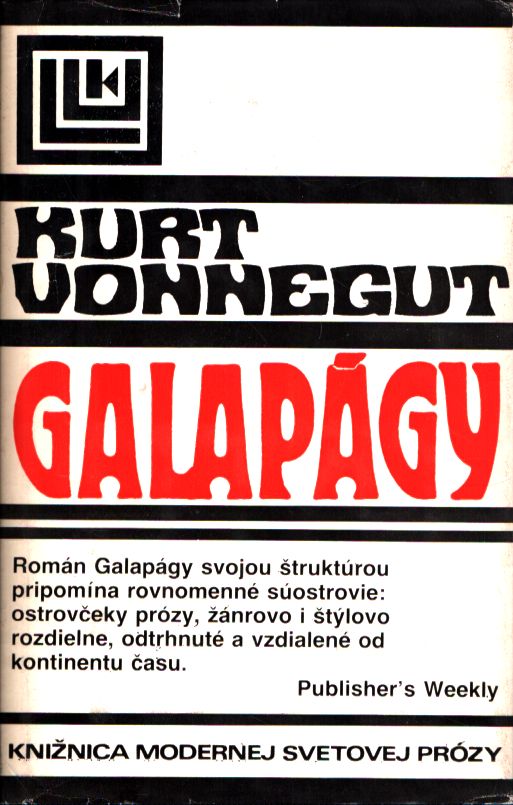 KURT
VONNEGUT
GALAPÁGY
Román Galapágy svojou štruktúrou
pripomína rovnomenné súostrovie:
ostrovčeky prózy, žánrovo i štýlovo
rozdielne, odtrhnuté a vzdialené od
kontinentu času.
Publisher's Weekly
KNIŽNICA MODERNEJ SVETOVEJ PRÓZY